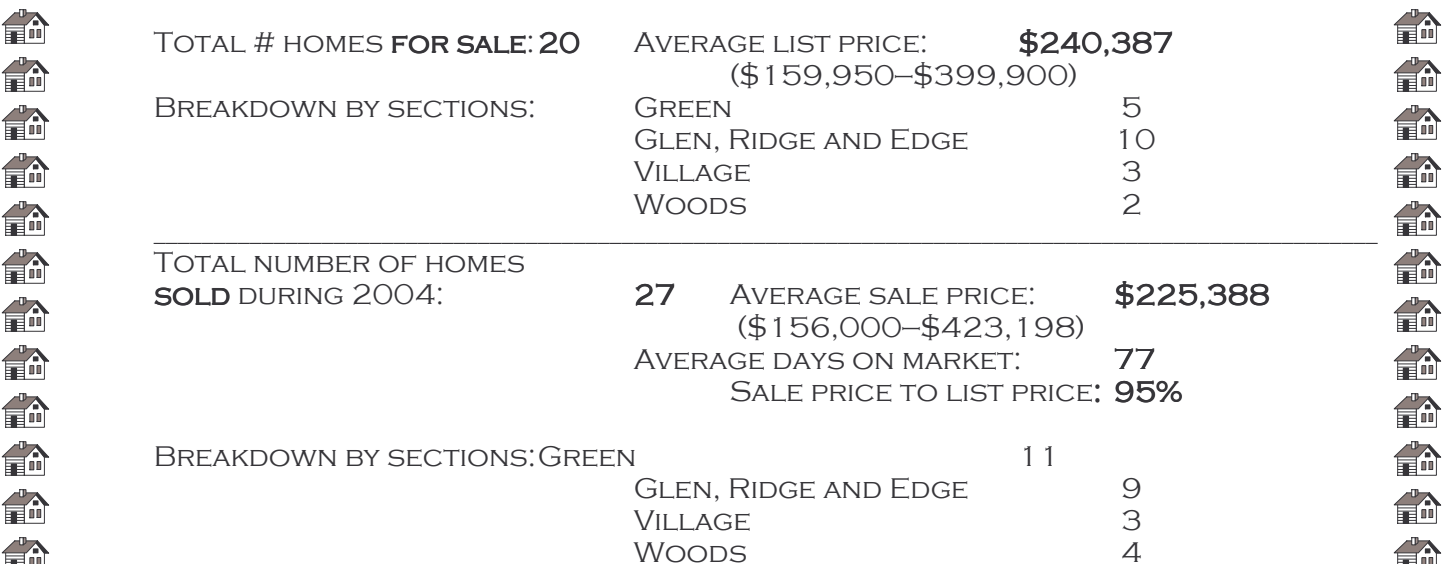 Total # homes for sale: 20 Average list price: $240,387
($159,950–$399,900)
Breakdown by sections: Green 5
Glen, Ridge and Edge 10
Village 3
Woods 2
Total number of homes
sold during 2004: 27 Average sale price: $225,388
($156,000–$423,198)
Average days on market: 77
Sale price to list price: 95%
Breakdown by sections: Green 11
Glen, Ridge and Edge 9
Village 3
Woods 4